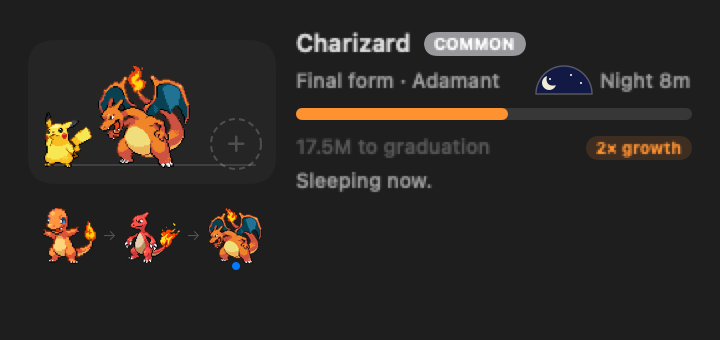 Charizard COMMON
Final form · Adamant Night 8m
17.5M to graduation 2× growth
Sleeping now.